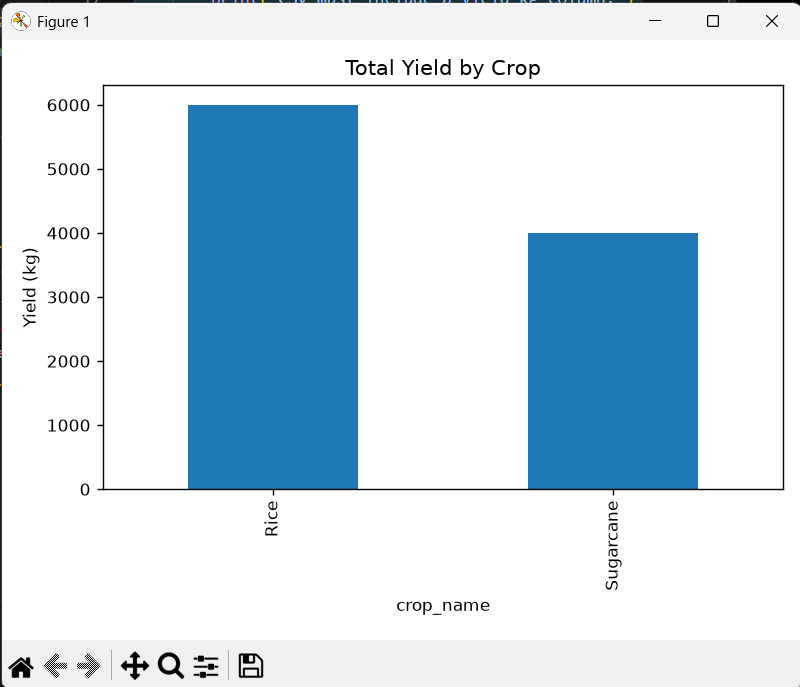 Figure 1
Total Yield by Crop
6000
5000
4000
3000
2000
1000
0
Yield (kg)
Rice
Sugarcane
crop_name